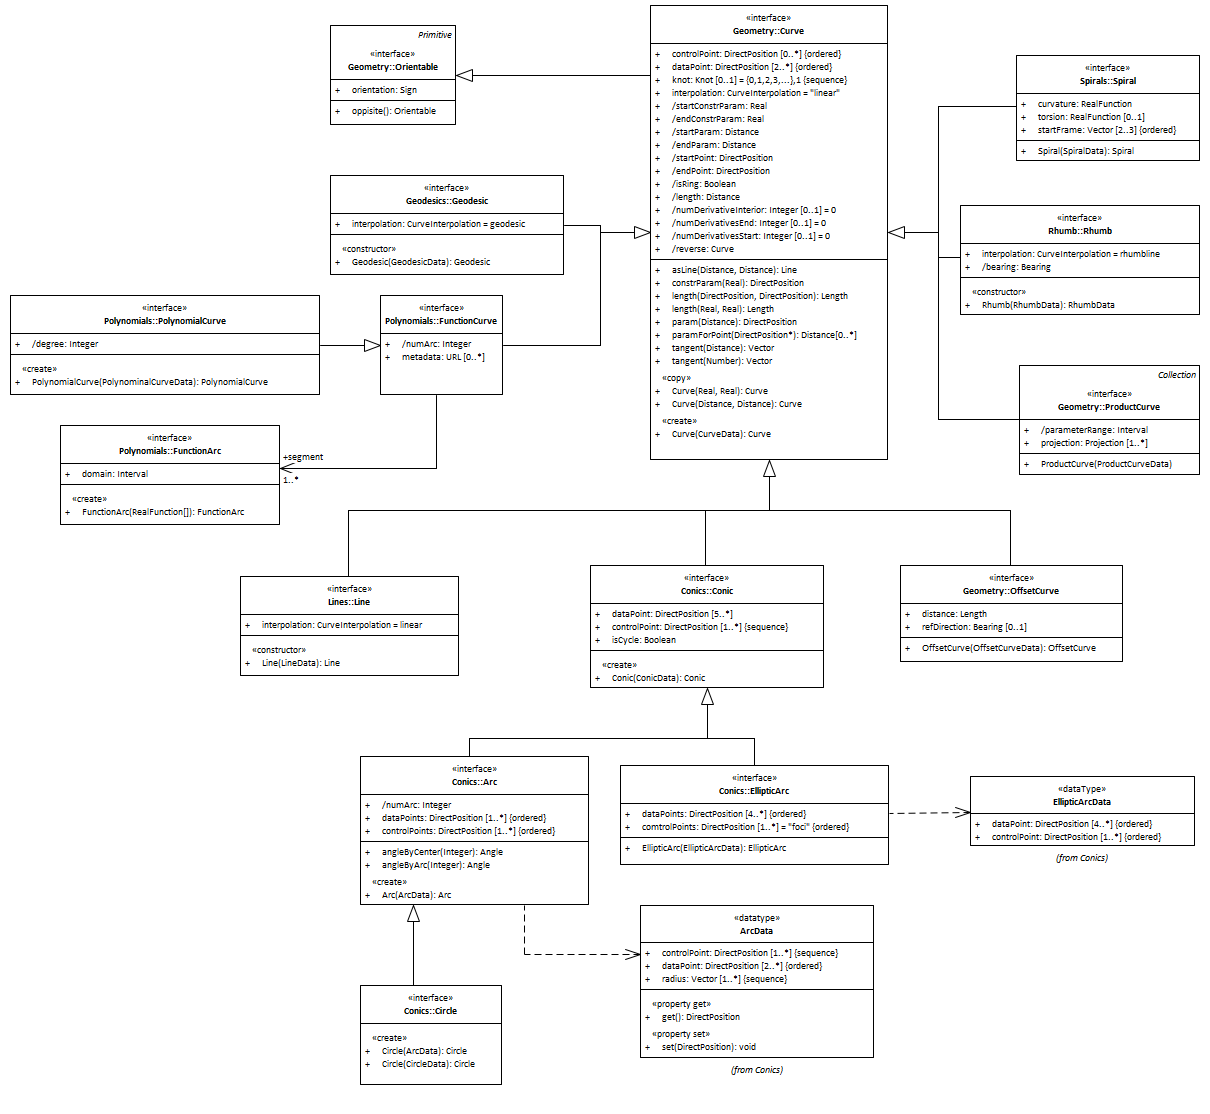 Primitive
«interface»
Geometry::Orientable
+ orientation: Sign
+ oppisite(): Orientable
«interface»
Geometry::Curve
+ controlPoint: DirectPosition [0..*] {ordered}
+ dataPoint: DirectPosition [2..*] {ordered}
+ knot: Knot [0..1] = {0,1,2,3,...},1 {sequence}
+ interpolation: CurveInterpolation = "linear"
+ /startConstrParam: Real
+ /endConstrParam: Real
+ /startParam: Distance
+ /endParam: Distance
+ /startPoint: DirectPosition
+ /endPoint: DirectPosition
+ /isRing: Boolean
+ /length: Distance
+ /numDerivativeInterior: Integer [0..1] = 0
+ /numDerivativesEnd: Integer [0..1] = 0
+ /numDerivativesStart: Integer [0..1] = 0
+ /reverse: Curve
+ asLine(Distance, Distance): Line
+ constrParam(Real): DirectPosition
+ length(DirectPosition, DirectPosition): Length
+ length(Real, Real): Length
+ param(Distance): DirectPosition
+ paramForPoint(DirectPosition*): Distance[0..*]
+ tangent(Distance): Vector
+ tangent(Number): Vector
«copy»
+ Curve(Real, Real): Curve
+ Curve(Distance, Distance): Curve
«create»
+ Curve(CurveData): Curve
«interface»
Spirals::Spiral
+ curvature: RealFunction
+ torsion: RealFunction [0..1]
+ startFrame: Vector [2..3] {ordered}
+ Spiral(SpiralData): Spiral
«interface»
Geodesics::Geodesic
+ interpolation: CurveInterpolation = geodesic
«constructor»
+ Geodesic(GeodesicData): Geodesic
«interface»
Rhumb::Rhumb
+ interpolation: CurveInterpolation = rhumbline
+ /bearing: Bearing
«constructor»
+ Rhumb(RhumbData): RhumbData
«interface»
Polynomials::PolynomialCurve
+ /degree: Integer
«create»
+ PolynomialCurve(PolynominalCurveData): PolynomialCurve
«interface»
Polynomials::FunctionCurve
+ /numArc: Integer
+ metadata: URL [0..*]
Collection
«interface»
Geometry::ProductCurve
+ /parameterRange: Interval
+ projection: Projection [1..*]
+ ProductCurve(ProductCurveData)
«interface»
Polynomials::FunctionArc
+ domain: Interval
«create»
+ FunctionArc(RealFunction[]): FunctionArc
+segment
1..*
«interface»
Lines::Line
+ interpolation: CurveInterpolation = linear
«constructor»
+ Line(LineData): Line
«interface»
Conics::Conic
+ dataPoint: DirectPosition [5..*]
+ controlPoint: DirectPosition [1..*] {sequence}
+ isCycle: Boolean
«create»
+ Conic(ConicData): Conic
«interface»
Geometry::OffsetCurve
+ distance: Length
+ refDirection: Bearing [0..1]
+ OffsetCurve(OffsetCurveData): OffsetCurve
«interface»
Conics::Arc
+ /numArc: Integer
+ dataPoints: DirectPosition [1..*] {ordered}
+ controlPoints: DirectPosition [1..*] {ordered}
+ angleByCenter(Integer): Angle
+ angleByArc(Integer): Angle
«create»
+ Arc(ArcData): Arc
«interface»
Conics::EllipticArc
+ dataPoints: DirectPosition [4..*] {ordered}
+ comtrolPoints: DirectPosition [1..*] = "foci" {ordered}
+ EllipticArc(EllipticArcData): EllipticArc
«dataType»
EllipticArcData
+ dataPoint: DirectPosition [4..*] {ordered}
+ controlPoint: DirectPosition [1..*] {ordered}
(from Conics)
«datatype»
ArcData
+ controlPoint: DirectPosition [1..*] {sequence}
+ dataPoint: DirectPosition [2..*] {ordered}
+ radius: Vector [1..*] {sequence}
«property get»
+ get(): DirectPosition
«property set»
+ set(DirectPosition): void
(from Conics)
«interface»
Conics::Circle
«create»
+ Circle(ArcData): Circle
+ Circle(CircleData): Circle